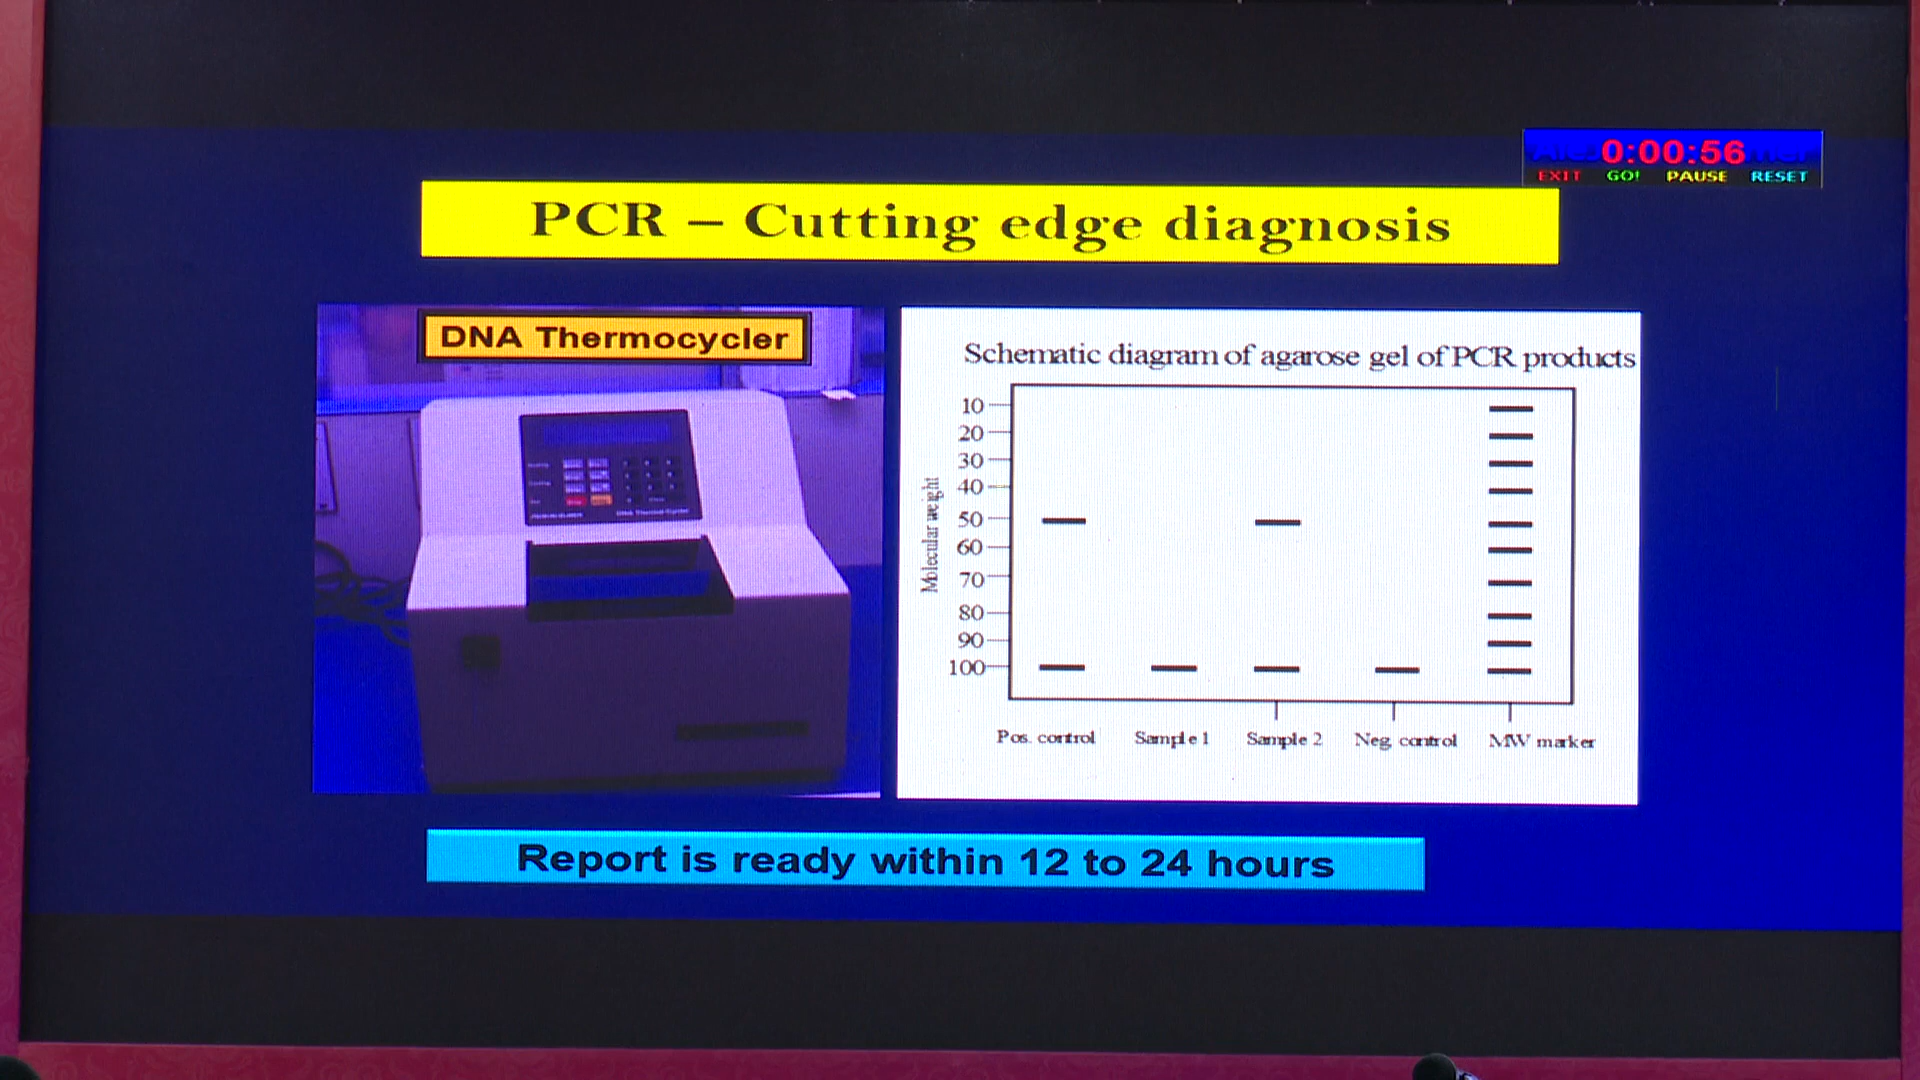 0:00:56
EXIT GO! PAUSE RESET
PCR – Cutting edge diagnosis
DNA Thermocycler
Schematic diagram of agarose gel of PCR products
Molecular weight
10
20
30
40
50
60
70
80
90
100
Pos. control Sample 1 Sample 2 Neg. control MW marker
Report is ready within 12 to 24 hours